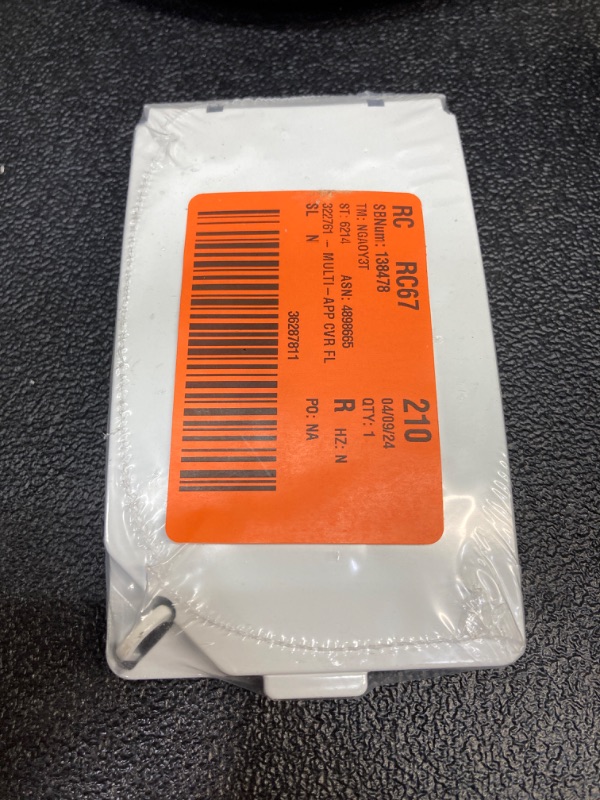 RC RC67 210
SBNum: 138478 04/09/24
TM: NGA0Y3T QTY: 1
ST: 6214 ASN: 4898665 R HZ: N
322761 - MULTI-APP CVR FL
SL N PO: NA
36287811